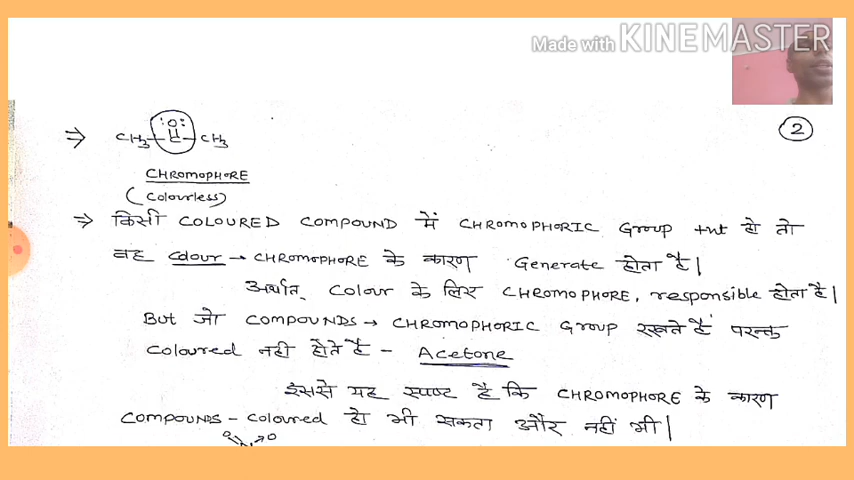 Made with KINEMASTER
2
⇒ CH3 - C - CH3
:O:
CHROMOPHORE
(Colourless)
⇒ किसी COLOURED COMPOUND में CHROMOPHORIC Group +nt हो तो
वह Colour → CHROMOPHORE के कारण Generate होता है|
अर्थात् Colour के लिए CHROMOPHORE, responsible होता है|
But जो COMPOUNDS → CHROMOPHORIC Group रखते हैं परन्तु
Coloured नहीं होते है - Acetone
इससे यह स्पष्ट है कि CHROMOPHORE के कारण
COMPOUNDS - Coloured हो भी सकता और नहीं भी|